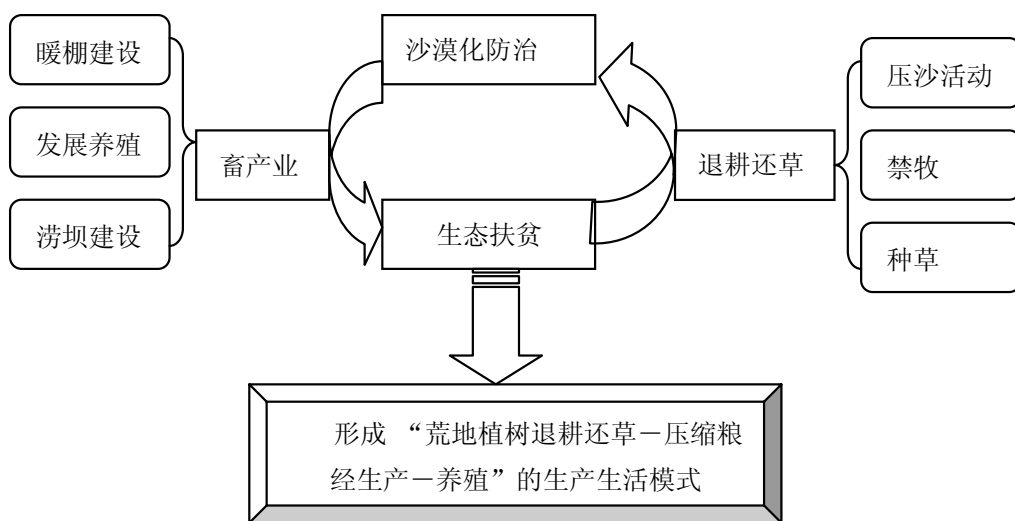 暖棚建设
发展养殖
涝坝建设
畜产业
沙漠化防治
生态扶贫
退耕还草
压沙活动
禁牧
种草
形成 “荒地植树退耕还草－压缩粮
经生产－养殖”的生产生活模式